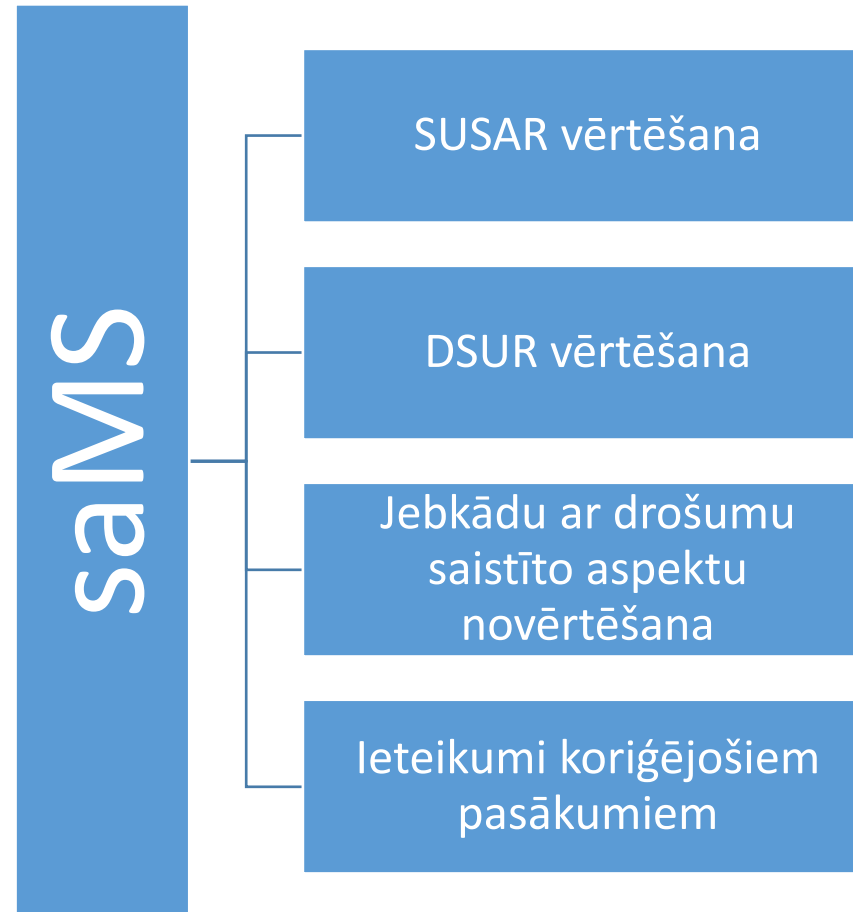 saMS
SUSAR vērtēšana
DSUR vērtēšana
Jebkādu ar drošumu
saistīto aspektu
novērtēšana
Ieteikumi koriģējošiem
pasākumiem